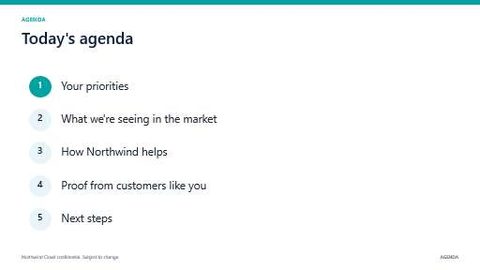 AGENDA
Today's agenda
1 Your priorities
2 What we're seeing in the market
3 How Northwind helps
4 Proof from customers like you
5 Next steps
Northwind Cloud confidential. Subject to change.
AGENDA